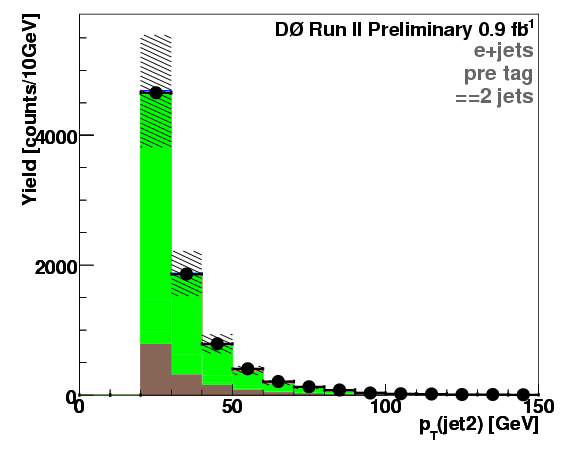 DØ Run II Preliminary 0.9 fb-1
e+jets
pre tag
==2 jets
Yield [counts/10GeV]
4000
2000
0
0 50 100 150
pT(jet2) [GeV]